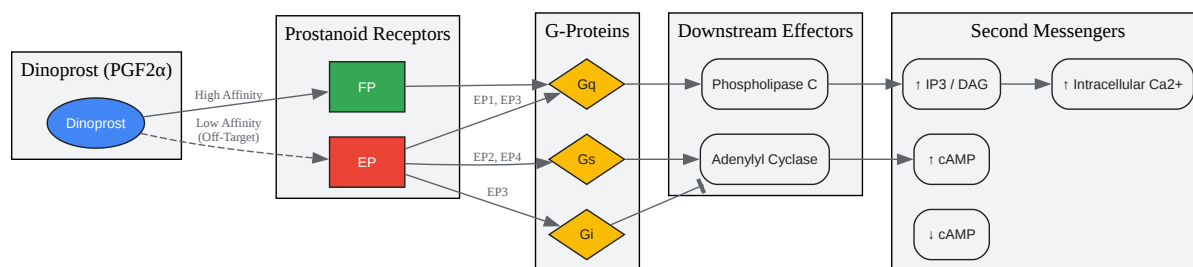 Dinoprost (PGF2α)
Dinoprost
High Affinity
Low Affinity
(Off-Target)
Prostanoid Receptors
FP
EP
EP1, EP3
EP2, EP4
EP3
G-Proteins
Gq
Gs
Gi
Downstream Effectors
Phospholipase C
Adenylyl Cyclase
Second Messengers
↑ IP3 / DAG
↑ Intracellular Ca2+
↑ cAMP
↓ cAMP